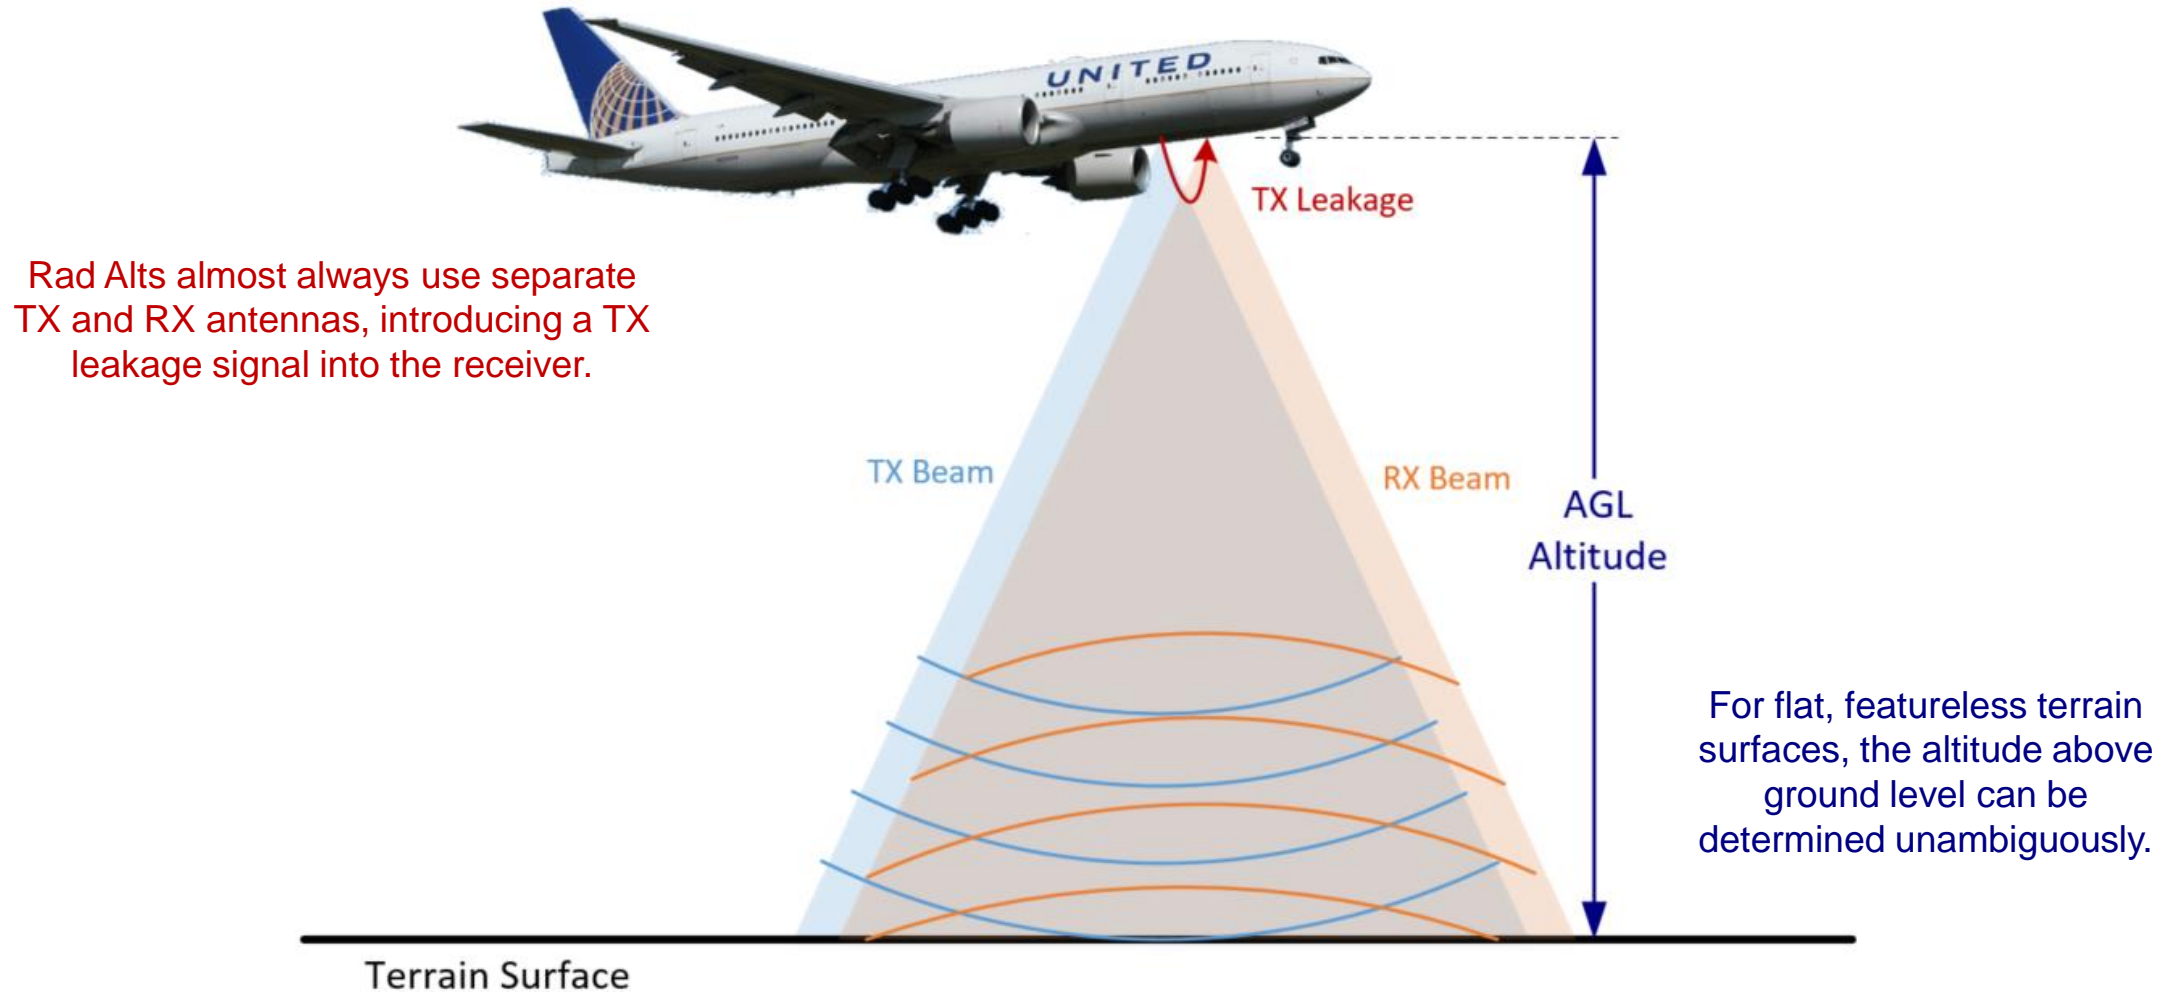 UNITED
TX Leakage
Rad Alts almost always use separate
TX and RX antennas, introducing a TX
leakage signal into the receiver.
TX Beam
RX Beam
AGL
Altitude
For flat, featureless terrain
surfaces, the altitude above
ground level can be
determined unambiguously.
Terrain Surface